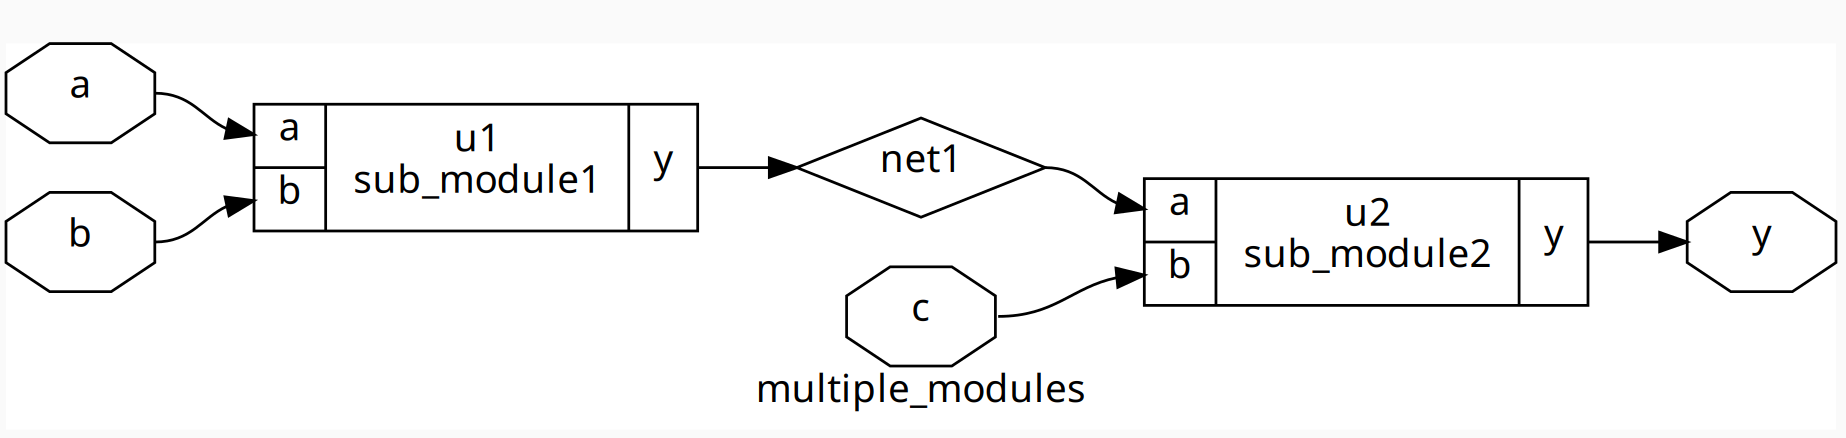 a
b
a
b
u1
sub_module1
y
net1
c
a
b
u2
sub_module2
y
y
multiple_modules